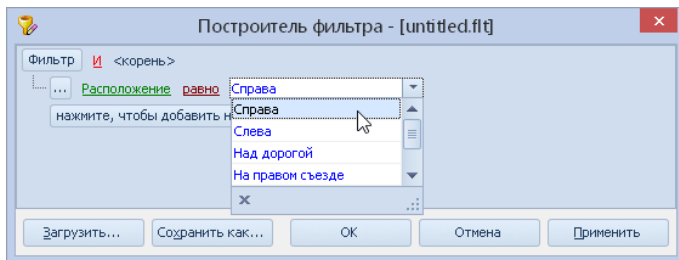 Построитель фильтра - [untitled.flt]
Фильтр И <корень>
... Расположение равно Справа
нажмите, чтобы добавить
Справа
Слева
Над дорогой
На правом съезде
Загрузить... Сохранить как... ОК Отмена Применить